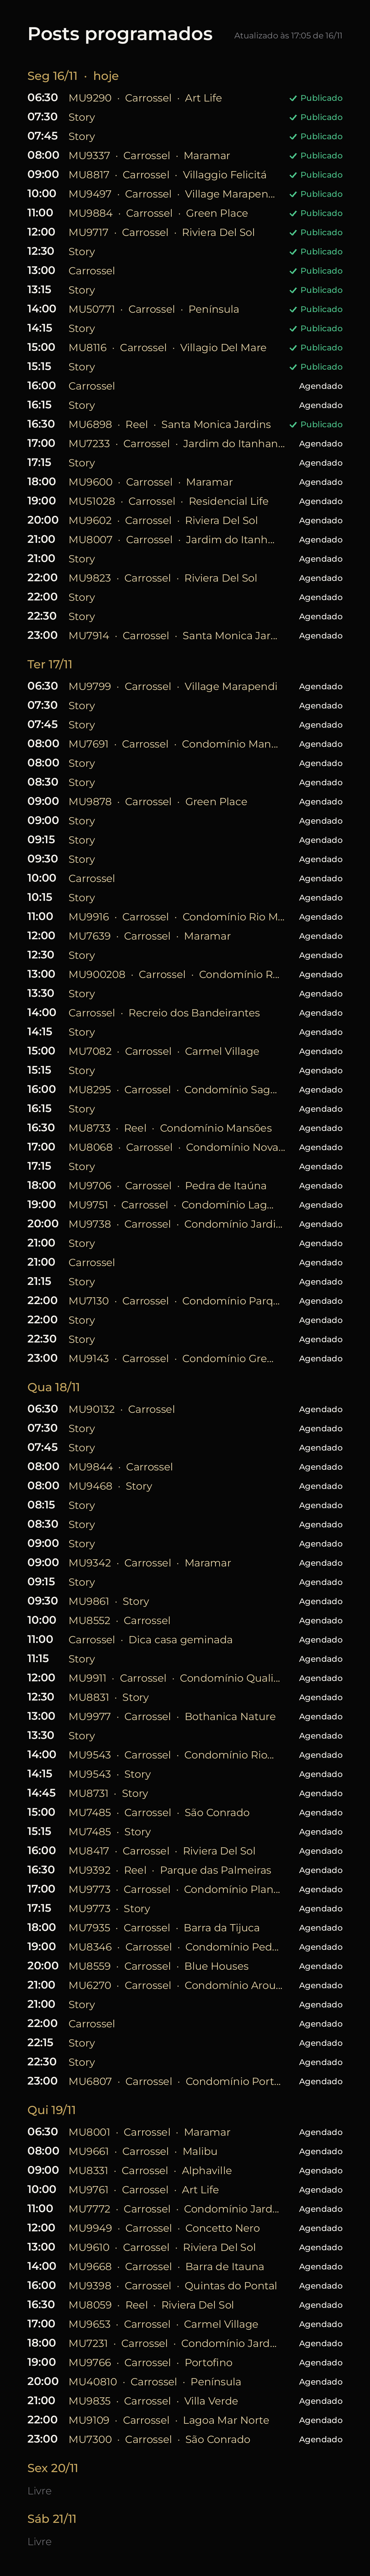 Posts programados
Atualizado às 17:05 de 16/11
Seg 16/11 · hoje
06:30 MU9290 · Carrossel · Art Life ✓ Publicado
07:30 Story ✓ Publicado
07:45 Story ✓ Publicado
08:00 MU9337 · Carrossel · Maramar ✓ Publicado
09:00 MU8817 · Carrossel · Villaggio Felicitá ✓ Publicado
10:00 MU9497 · Carrossel · Village Marapen... ✓ Publicado
11:00 MU9884 · Carrossel · Green Place ✓ Publicado
12:00 MU9717 · Carrossel · Riviera Del Sol ✓ Publicado
12:30 Story ✓ Publicado
13:00 Carrossel ✓ Publicado
13:15 Story ✓ Publicado
14:00 MU50771 · Carrossel · Península ✓ Publicado
14:15 Story ✓ Publicado
15:00 MU8116 · Carrossel · Villagio Del Mare ✓ Publicado
15:15 Story ✓ Publicado
16:00 Carrossel Agendado
16:15 Story Agendado
16:30 MU6898 · Reel · Santa Monica Jardins ✓ Publicado
17:00 MU7233 · Carrossel · Jardim do Itanhan... Agendado
17:15 Story Agendado
18:00 MU9600 · Carrossel · Maramar Agendado
19:00 MU51028 · Carrossel · Residencial Life Agendado
20:00 MU9602 · Carrossel · Riviera Del Sol Agendado
21:00 MU8007 · Carrossel · Jardim do Itanh... Agendado
21:00 Story Agendado
22:00 MU9823 · Carrossel · Riviera Del Sol Agendado
22:00 Story Agendado
22:30 Story Agendado
23:00 MU7914 · Carrossel · Santa Monica Jar... Agendado
Ter 17/11
06:30 MU9799 · Carrossel · Village Marapendi Agendado
07:30 Story Agendado
07:45 Story Agendado
08:00 MU7691 · Carrossel · Condomínio Man... Agendado
08:00 Story Agendado
08:30 Story Agendado
09:00 MU9878 · Carrossel · Green Place Agendado
09:00 Story Agendado
09:15 Story Agendado
09:30 Story Agendado
10:00 Carrossel Agendado
10:15 Story Agendado
11:00 MU9916 · Carrossel · Condomínio Rio M... Agendado
12:00 MU7639 · Carrossel · Maramar Agendado
12:30 Story Agendado
13:00 MU900208 · Carrossel · Condomínio R... Agendado
13:30 Story Agendado
14:00 Carrossel · Recreio dos Bandeirantes Agendado
14:15 Story Agendado
15:00 MU7082 · Carrossel · Carmel Village Agendado
15:15 Story Agendado
16:00 MU8295 · Carrossel · Condomínio Sag... Agendado
16:15 Story Agendado
16:30 MU8733 · Reel · Condomínio Mansões Agendado
17:00 MU8068 · Carrossel · Condomínio Nova... Agendado
17:15 Story Agendado
18:00 MU9706 · Carrossel · Pedra de Itaúna Agendado
19:00 MU9751 · Carrossel · Condomínio Lag... Agendado
20:00 MU9738 · Carrossel · Condomínio Jardi... Agendado
21:00 Story Agendado
21:00 Carrossel Agendado
21:15 Story Agendado
22:00 MU7130 · Carrossel · Condomínio Parq... Agendado
22:00 Story Agendado
22:30 Story Agendado
23:00 MU9143 · Carrossel · Condomínio Gre... Agendado
Qua 18/11
06:30 MU90132 · Carrossel Agendado
07:30 Story Agendado
07:45 Story Agendado
08:00 MU9844 · Carrossel Agendado
08:00 MU9468 · Story Agendado
08:15 Story Agendado
08:30 Story Agendado
09:00 Story Agendado
09:00 MU9342 · Carrossel · Maramar Agendado
09:15 Story Agendado
09:30 MU9861 · Story Agendado
10:00 MU8552 · Carrossel Agendado
11:00 Carrossel · Dica casa geminada Agendado
11:15 Story Agendado
12:00 MU9911 · Carrossel · Condomínio Quali... Agendado
12:30 MU8831 · Story Agendado
13:00 MU9977 · Carrossel · Bothanica Nature Agendado
13:30 Story Agendado
14:00 MU9543 · Carrossel · Condomínio Rio... Agendado
14:15 MU9543 · Story Agendado
14:45 MU8731 · Story Agendado
15:00 MU7485 · Carrossel · São Conrado Agendado
15:15 MU7485 · Story Agendado
16:00 MU8417 · Carrossel · Riviera Del Sol Agendado
16:30 MU9392 · Reel · Parque das Palmeiras Agendado
17:00 MU9773 · Carrossel · Condomínio Plan... Agendado
17:15 MU9773 · Story Agendado
18:00 MU7935 · Carrossel · Barra da Tijuca Agendado
19:00 MU8346 · Carrossel · Condomínio Ped... Agendado
20:00 MU8559 · Carrossel · Blue Houses Agendado
21:00 MU6270 · Carrossel · Condomínio Arou... Agendado
21:00 Story Agendado
22:00 Carrossel Agendado
22:15 Story Agendado
22:30 Story Agendado
23:00 MU6807 · Carrossel · Condomínio Port... Agendado
Qui 19/11
06:30 MU8001 · Carrossel · Maramar Agendado
08:00 MU9661 · Carrossel · Malibu Agendado
09:00 MU8331 · Carrossel · Alphaville Agendado
10:00 MU9761 · Carrossel · Art Life Agendado
11:00 MU7772 · Carrossel · Condomínio Jard... Agendado
12:00 MU9949 · Carrossel · Concetto Nero Agendado
13:00 MU9610 · Carrossel · Riviera Del Sol Agendado
14:00 MU9668 · Carrossel · Barra de Itauna Agendado
16:00 MU9398 · Carrossel · Quintas do Pontal Agendado
16:30 MU8059 · Reel · Riviera Del Sol Agendado
17:00 MU9653 · Carrossel · Carmel Village Agendado
18:00 MU7231 · Carrossel · Condomínio Jard... Agendado
19:00 MU9766 · Carrossel · Portofino Agendado
20:00 MU40810 · Carrossel · Península Agendado
21:00 MU9835 · Carrossel · Villa Verde Agendado
22:00 MU9109 · Carrossel · Lagoa Mar Norte Agendado
23:00 MU7300 · Carrossel · São Conrado Agendado
Sex 20/11
Livre
Sáb 21/11
Livre